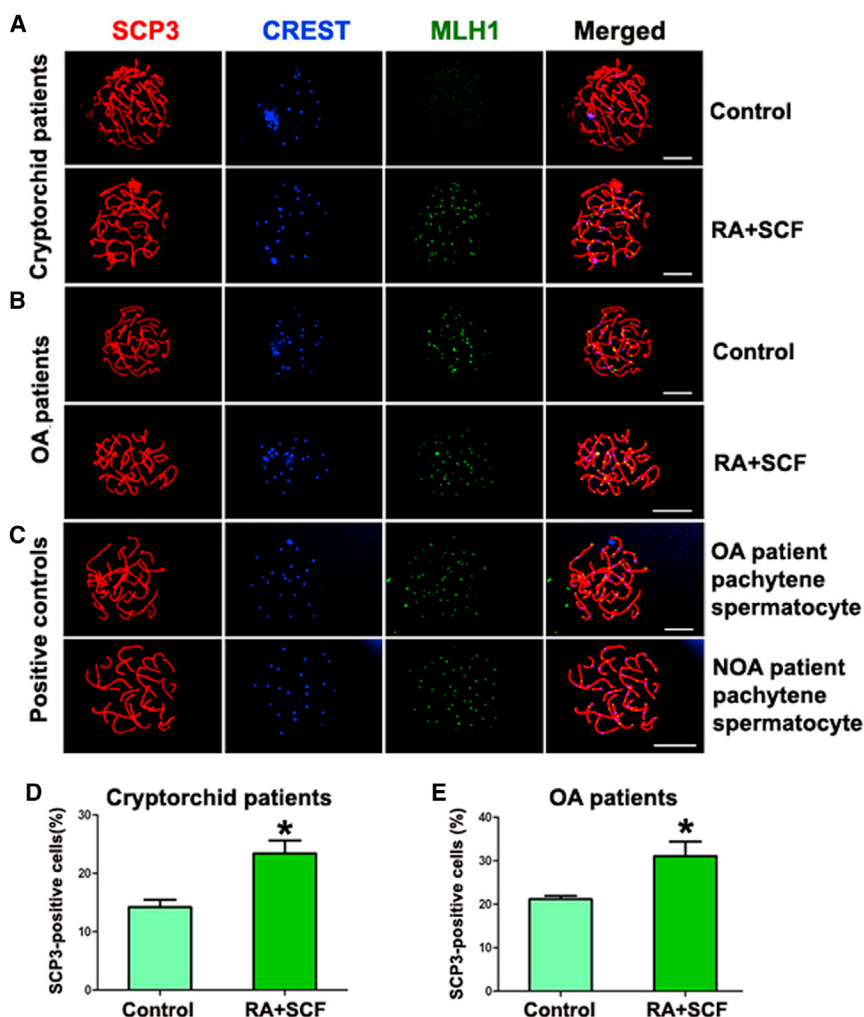 A
SCP3 CREST MLH1 Merged
Cryptorchid patients
Control
RA+SCF
B
OA patients
Control
RA+SCF
C
Positive controls
OA patient
pachytene
spermatocyte
NOA patient
pachytene
spermatocyte
D
Cryptorchid patients
SCP3-positive cells(%)
30
20
10
0
*
Control RA+SCF
E
OA patients
SCP3-positive cells (%)
40
30
20
10
0
*
Control RA+SCF